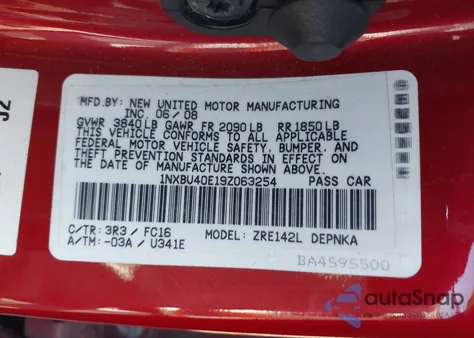 MFD.BY: NEW UNITED MOTOR MANUFACTURING
INC. 06/08
GVWR 3840LB GAWR FR 2090LB RR 1850LB
THIS VEHICLE CONFORMS TO ALL APPLICABLE
FEDERAL MOTOR VEHICLE SAFETY, BUMPER, AND
THEFT PREVENTION STANDARDS IN EFFECT ON
THE DATE OF MANUFACTURE SHOWN ABOVE.
1NXBU40E19Z063254 PASS CAR
C/TR: 3R3 / FC16 MODEL: ZRE142L DEPNKA
A/TM: -03A / U341E
BA4595500
autoSnap